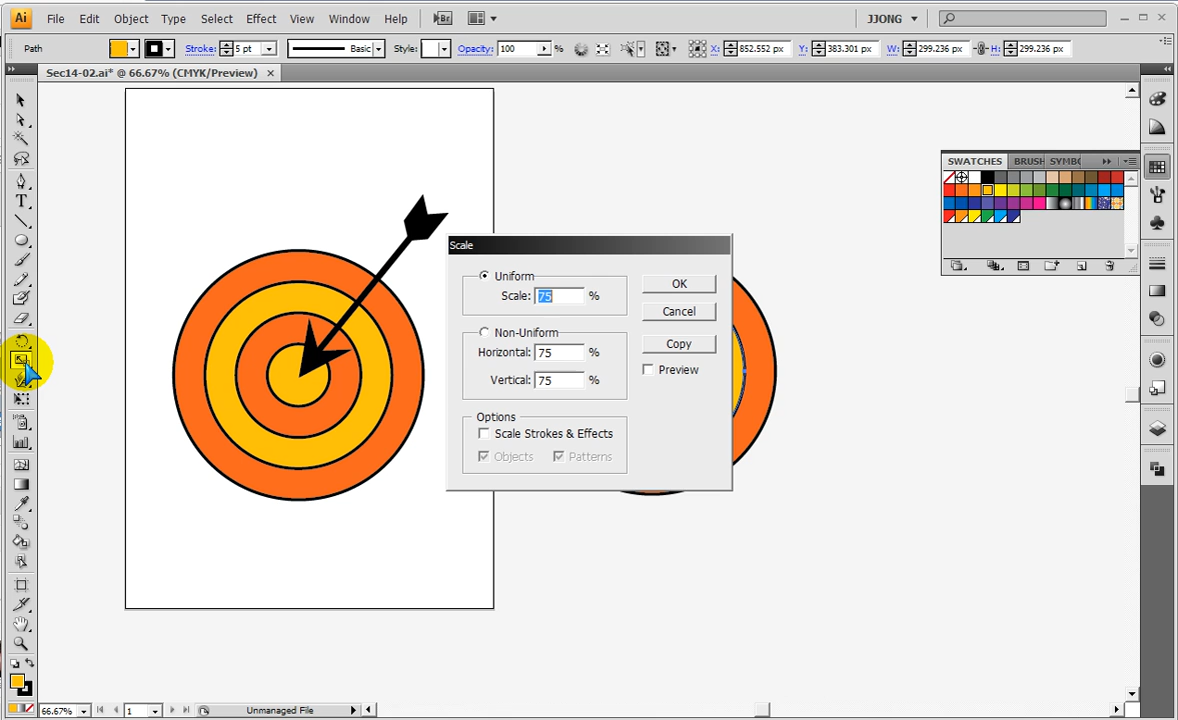 Ai File Edit Object Type Select Effect View Window Help Br JJONG
Path Stroke: 5 pt Basic Style: Opacity: 100 % X: 852.552 px Y: 383.301 px W: 299.236 px H: 299.236 px
Sec14-02.ai* @ 66.67% (CMYK/Preview)
SWATCHES BRUSH SYMBO
Scale
Uniform
Scale: 75 %
OK
Cancel
Non-Uniform
Horizontal: 75 %
Copy
Preview
Vertical: 75 %
Options
Scale Strokes & Effects
Objects Patterns
66.67% 1 Unmanaged File